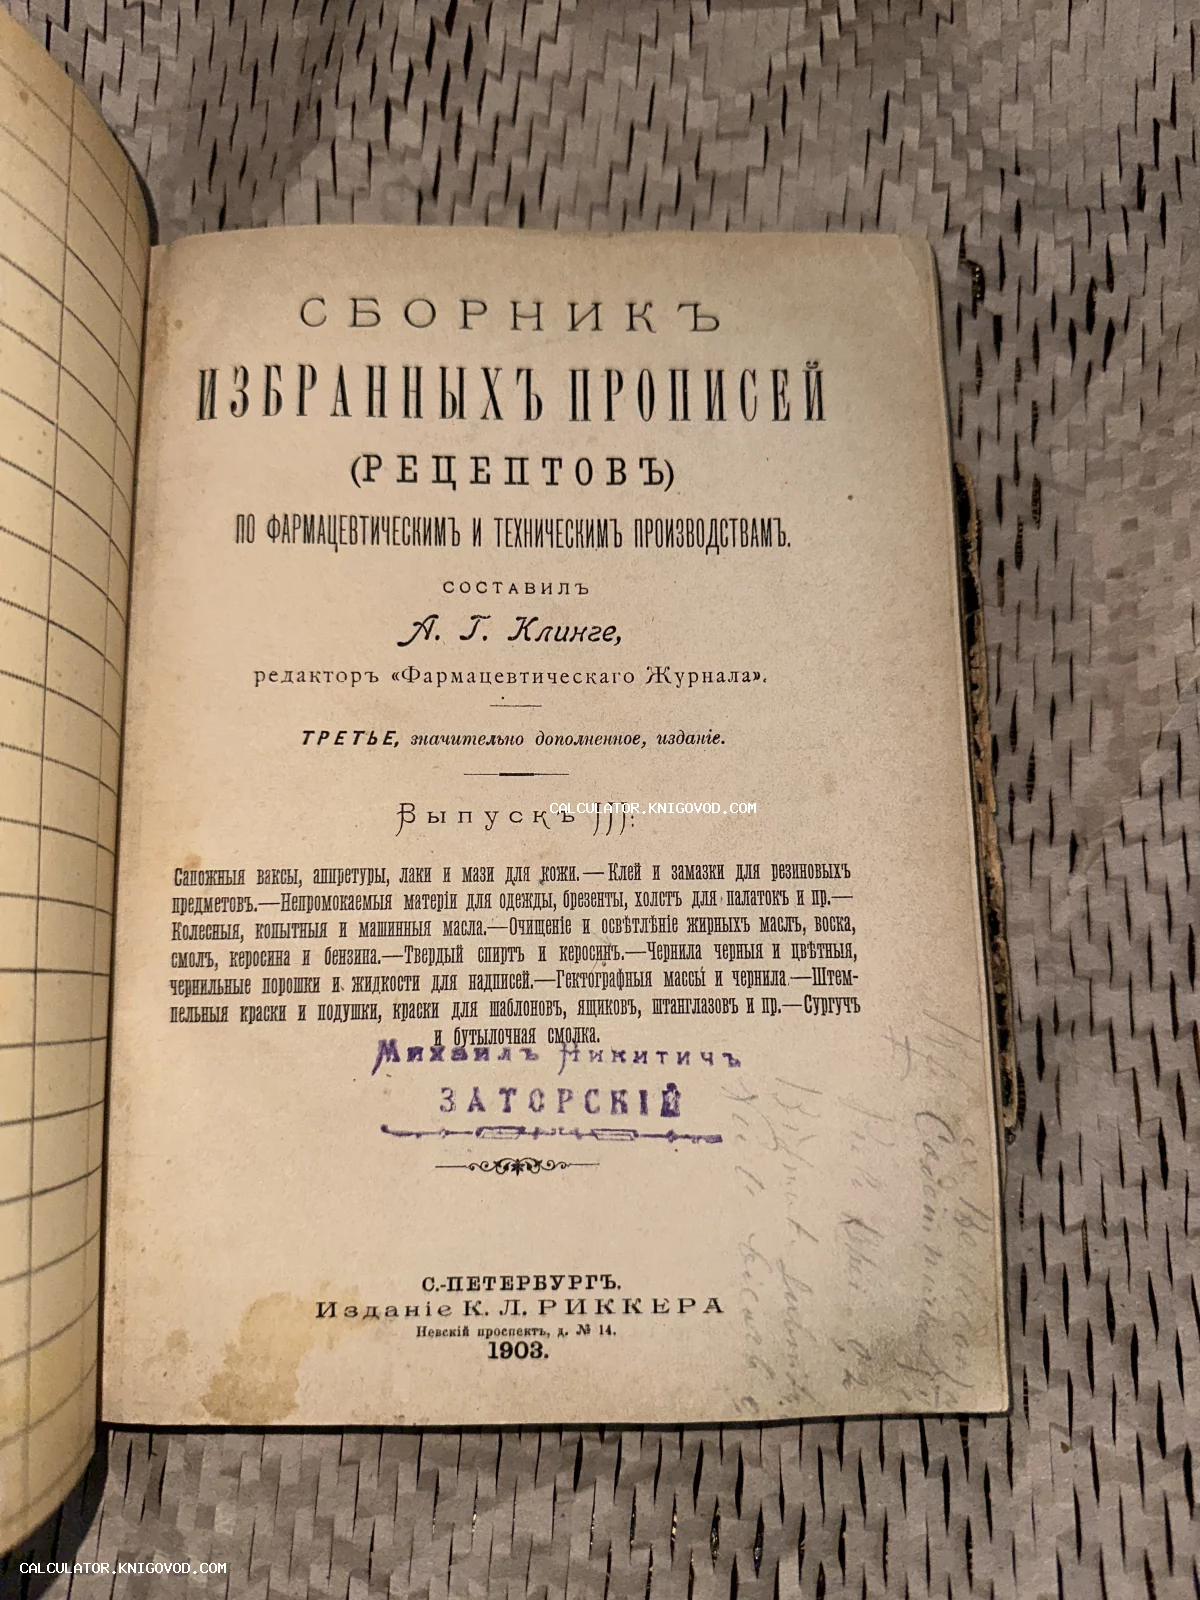 СБОРНИКЪ
ИЗБРАННЫХЪ ПРОПИСЕЙ
(РЕЦЕПТОВЪ)
ПО ФАРМАЦЕВТИЧЕСКИМЪ И ТЕХНИЧЕСКИМЪ ПРОИЗВОДСТВАМЪ.
СОСТАВИЛЪ
А. Г. Клинге,
редакторъ «Фармацевтическаго Журнала».
ТРЕТЬЕ, значительно дополненное, изданіе.
Выпускъ III:
CALCULATOR.KNIGOVOD.COM
Сапожныя ваксы, аппретуры, лаки и мази для кожи.—Клей и замазки для резиновыхъ
предметовъ.—Непромокаемыя матеріи для одежды, брезенты, холстъ для палатокъ и пр.—
Колесныя, копытныя и машинныя масла.—Очищеніе и освѣтлѣніе жирныхъ маслъ, воска,
смолъ, керосина и бензина.—Твердый спиртъ и керосинъ.—Чернила черныя и цвѣтныя,
чернильные порошки и жидкости для надписей.—Гектографныя массы и чернила—Штем-
пельныя краски и подушки, краски для шаблоновъ, ящиковъ, штанглазовъ и пр.—Сургучъ
и бутылочная смолка.
Михаилъ Никитичъ
ЗАТОРСКІЙ
С.-ПЕТЕРБУРГЪ.
Изданіе К. Л. РИККЕРА
Невскій проспектъ, д. № 14.
1903.
CALCULATOR.KNIGOVOD.COM